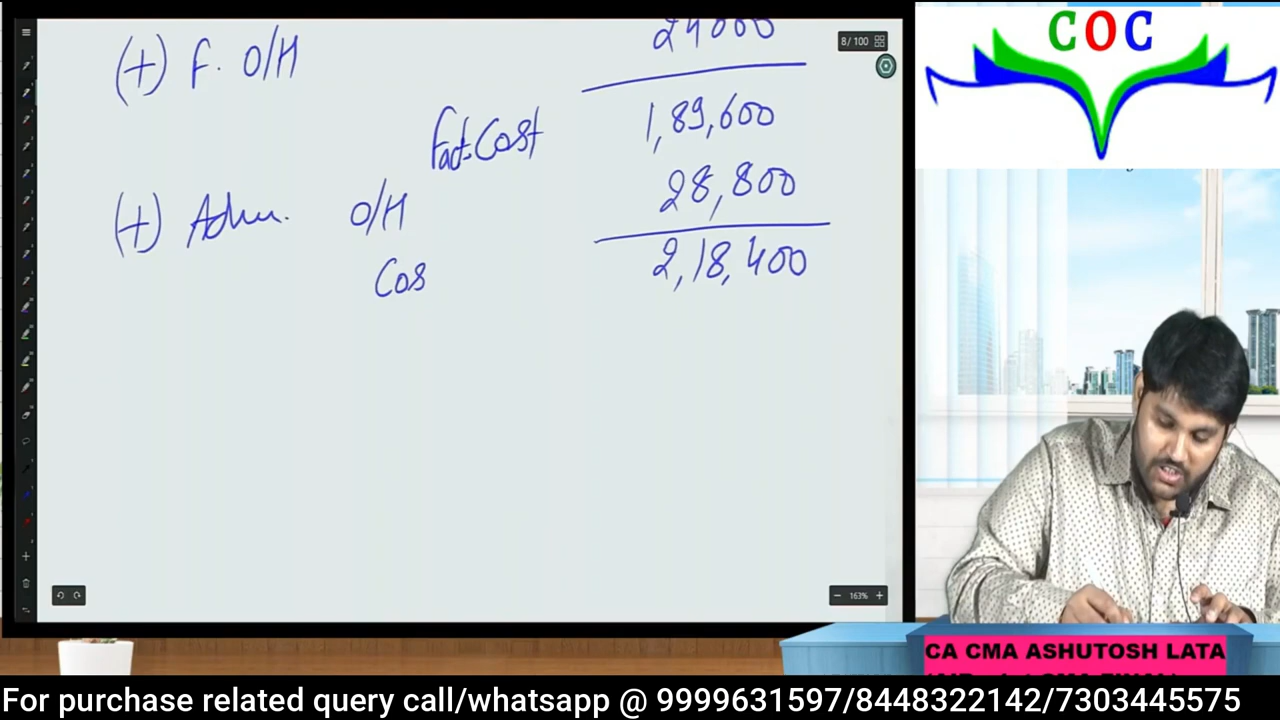 24000
(+) F. O/H
8/100
COC
Fact. Cost 1,89,600
(+) Adm. O/H 28,800
Cos 2,18,400
163%
CA CMA ASHUTOSH LATA
For purchase related query call/whatsapp @ 9999631597/8448322142/7303445575